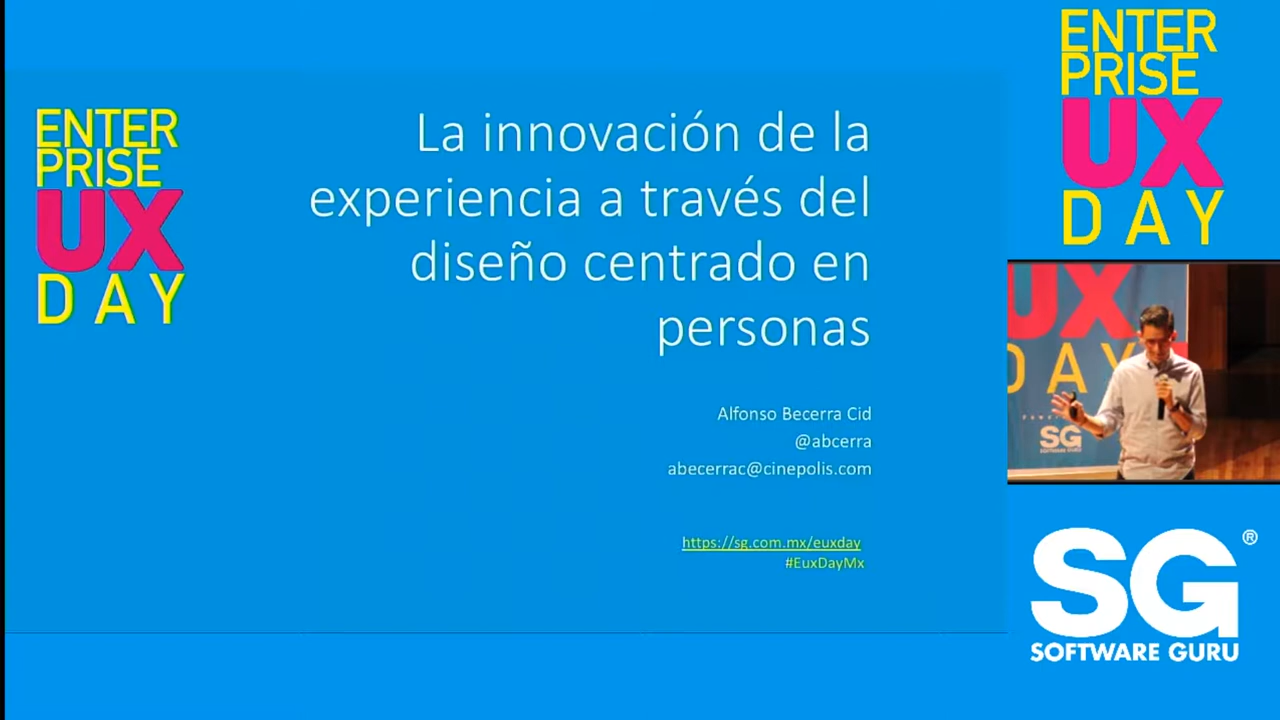 ENTER
PRISE
UX
DAY
La innovación de la
experiencia a través del
diseño centrado en
personas
Alfonso Becerra Cid
@abcerra
abecerrac@cinepolis.com
https://sg.com.mx/euxday
#EuxDayMx
ENTER
PRISE
UX
DAY
UX
DAY
SG
SOFTWARE GURU
SG®
SOFTWARE GURU